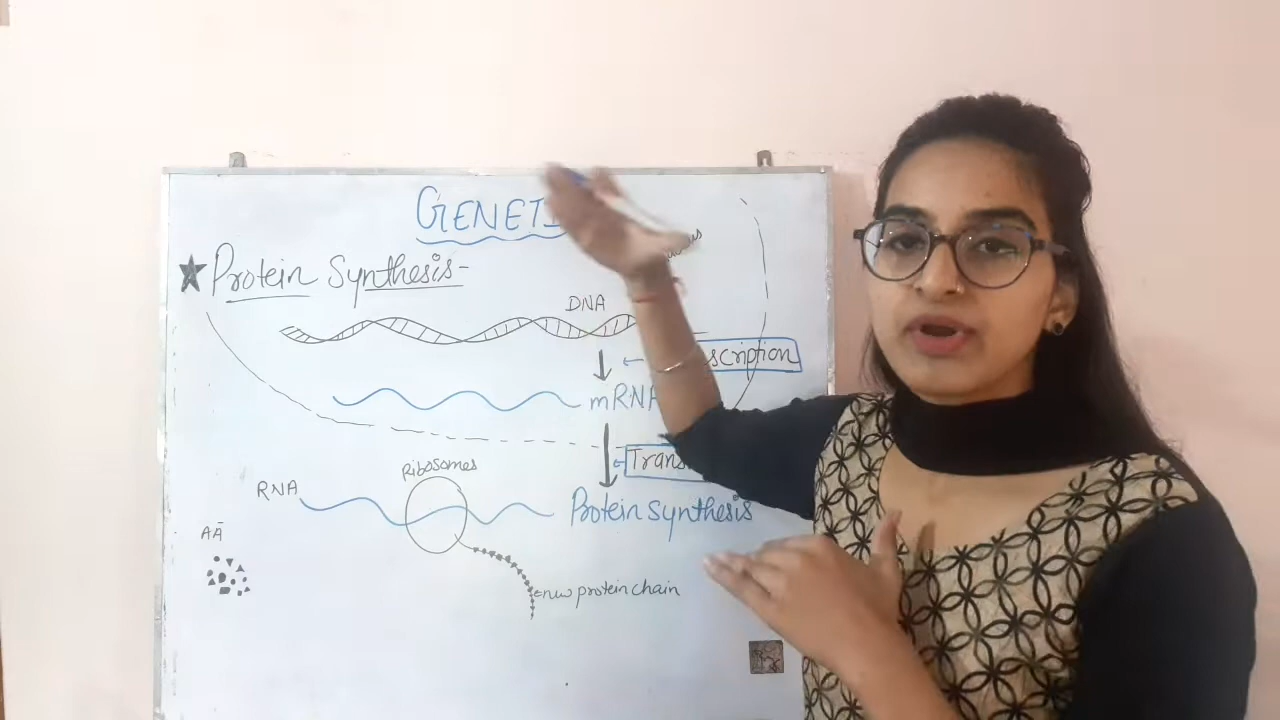 GENETI
Protein Synthesis-
DNA
scription
mRNA
Ribosomes
Trans
RNA
Protein synthesis
AA
new protein chain